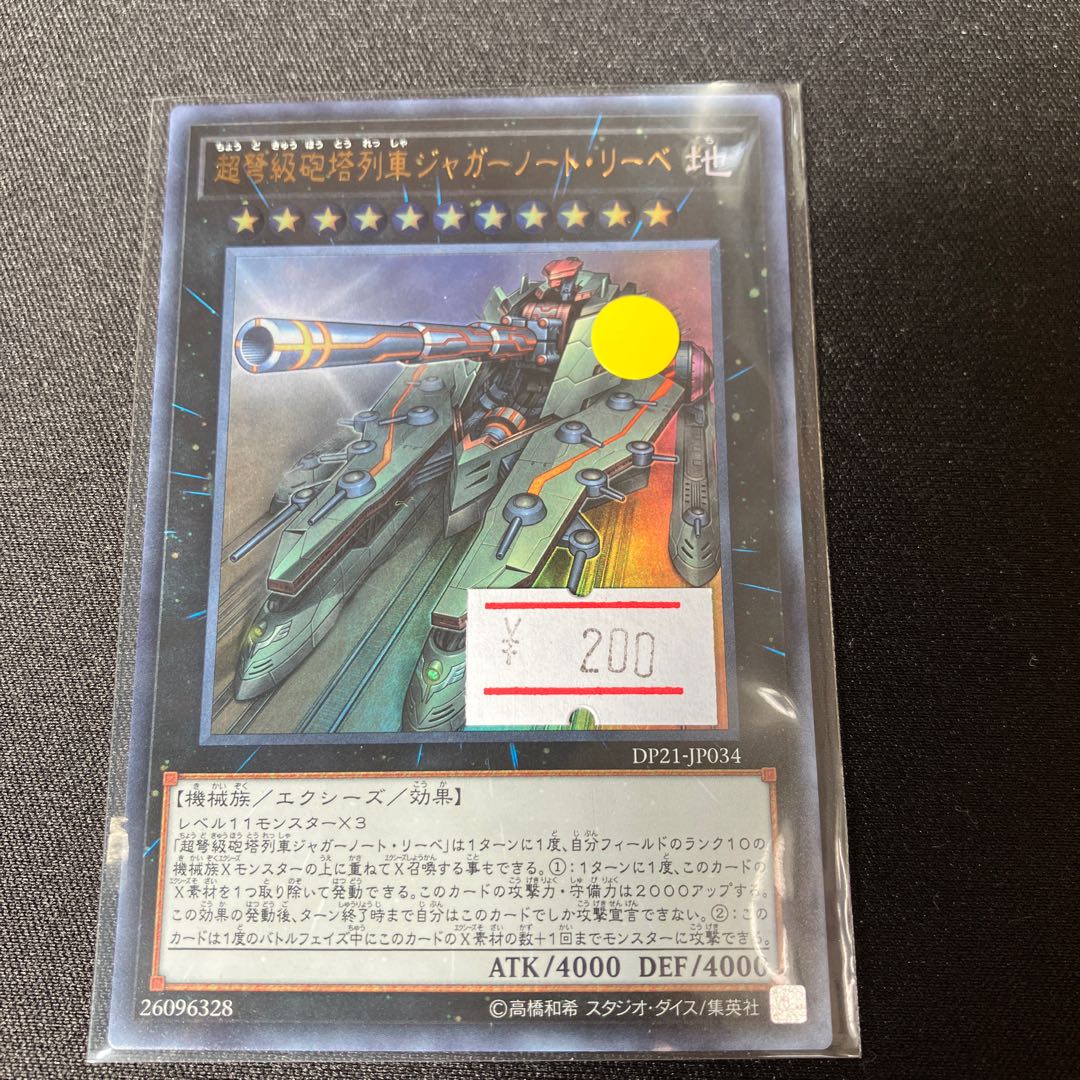 超弩級砲塔列車ジャガーノート・リーベ 地
¥ 200
DP21-JP034
【機械族/エクシーズ/効果】
レベル11モンスター×3
「超弩級砲塔列車ジャガーノート・リーベ」は1ターンに1度、自分フィールドのランク10の
機械族Xモンスターの上に重ねてX召喚する事もできる。①:1ターンに1度、このカードの
X素材を1つ取り除いて発動できる。このカードの攻撃力・守備力は2000アップする。
この効果の発動後、ターン終了時まで自分はこのカードでしか攻撃宣言できない。②:この
カードは1度のバトルフェイズ中にこのカードのX素材の数+1回までモンスターに攻撃できる。
ATK/4000 DEF/4000
26096328 ©高橋和希 スタジオ・ダイス/集英社